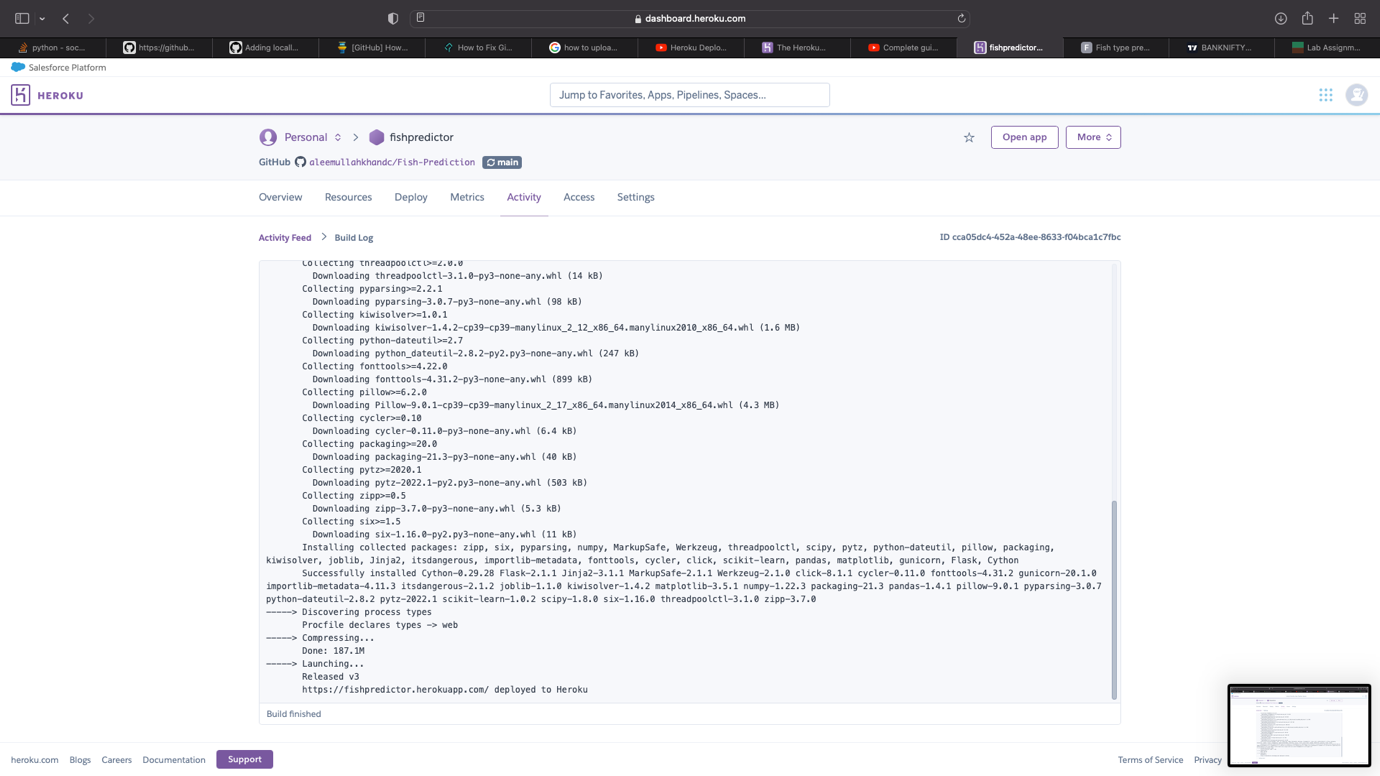 dashboard.heroku.com
python - soc...
https://github...
Adding locall...
[GitHub] How...
How to Fix Gi...
how to uploa...
Heroku Deplo...
The Heroku...
Complete gui...
fishpredictor...
Fish type pre...
BANKNIFTY...
Lab Assignm...
Salesforce Platform
HEROKU
Jump to Favorites, Apps, Pipelines, Spaces...
Personal
fishpredictor
Open app
More
GitHub aleemullahkhandc/Fish-Prediction main
Overview
Resources
Deploy
Metrics
Activity
Access
Settings
Activity Feed > Build Log
ID cca05dc4-452a-48ee-8633-f04bca1c7fbc
Collecting threadpoolctl>=2.0.0
Downloading threadpoolctl-3.1.0-py3-none-any.whl (14 kB)
Collecting pyparsing>=2.2.1
Downloading pyparsing-3.0.7-py3-none-any.whl (98 kB)
Collecting kiwisolver>=1.0.1
Downloading kiwisolver-1.4.2-cp39-cp39-manylinux_2_12_x86_64.manylinux2010_x86_64.whl (1.6 MB)
Collecting python-dateutil>=2.7
Downloading python_dateutil-2.8.2-py2.py3-none-any.whl (247 kB)
Collecting fonttools>=4.22.0
Downloading fonttools-4.31.2-py3-none-any.whl (899 kB)
Collecting pillow>=6.2.0
Downloading Pillow-9.0.1-cp39-cp39-manylinux_2_17_x86_64.manylinux2014_x86_64.whl (4.3 MB)
Collecting cycler>=0.10
Downloading cycler-0.11.0-py3-none-any.whl (6.4 kB)
Collecting packaging>=20.0
Downloading packaging-21.3-py3-none-any.whl (40 kB)
Collecting pytz>=2020.1
Downloading pytz-2022.1-py2.py3-none-any.whl (503 kB)
Collecting zipp>=0.5
Downloading zipp-3.7.0-py3-none-any.whl (5.3 kB)
Collecting six>=1.5
Downloading six-1.16.0-py2.py3-none-any.whl (11 kB)
Installing collected packages: zipp, six, pyparsing, numpy, MarkupSafe, Werkzeug, threadpoolctl, scipy, pytz, python-dateutil, pillow, packaging,
kiwisolver, joblib, Jinja2, itsdangerous, importlib-metadata, fonttools, cycler, click, scikit-learn, pandas, matplotlib, gunicorn, Flask, Cython
Successfully installed Cython-0.29.28 Flask-2.1.1 Jinja2-3.1.1 MarkupSafe-2.1.1 Werkzeug-2.1.0 click-8.1.1 cycler-0.11.0 fonttools-4.31.2 gunicorn-20.1.0
importlib-metadata-4.11.3 itsdangerous-2.1.2 joblib-1.1.0 kiwisolver-1.4.2 matplotlib-3.5.1 numpy-1.22.3 packaging-21.3 pandas-1.4.1 pillow-9.0.1 pyparsing-3.0.7
python-dateutil-2.8.2 pytz-2022.1 scikit-learn-1.0.2 scipy-1.8.0 six-1.16.0 threadpoolctl-3.1.0 zipp-3.7.0
-----> Discovering process types
Procfile declares types -> web
-----> Compressing...
Done: 187.1M
-----> Launching...
Released v3
https://fishpredictor.herokuapp.com/ deployed to Heroku
Build finished
heroku.com
Blogs
Careers
Documentation
Support
Terms of Service
Privacy